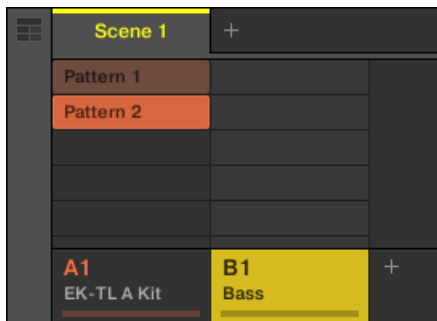 Scene 1 +
Pattern 1
Pattern 2
A1 B1 +
EK-TL A Kit Bass